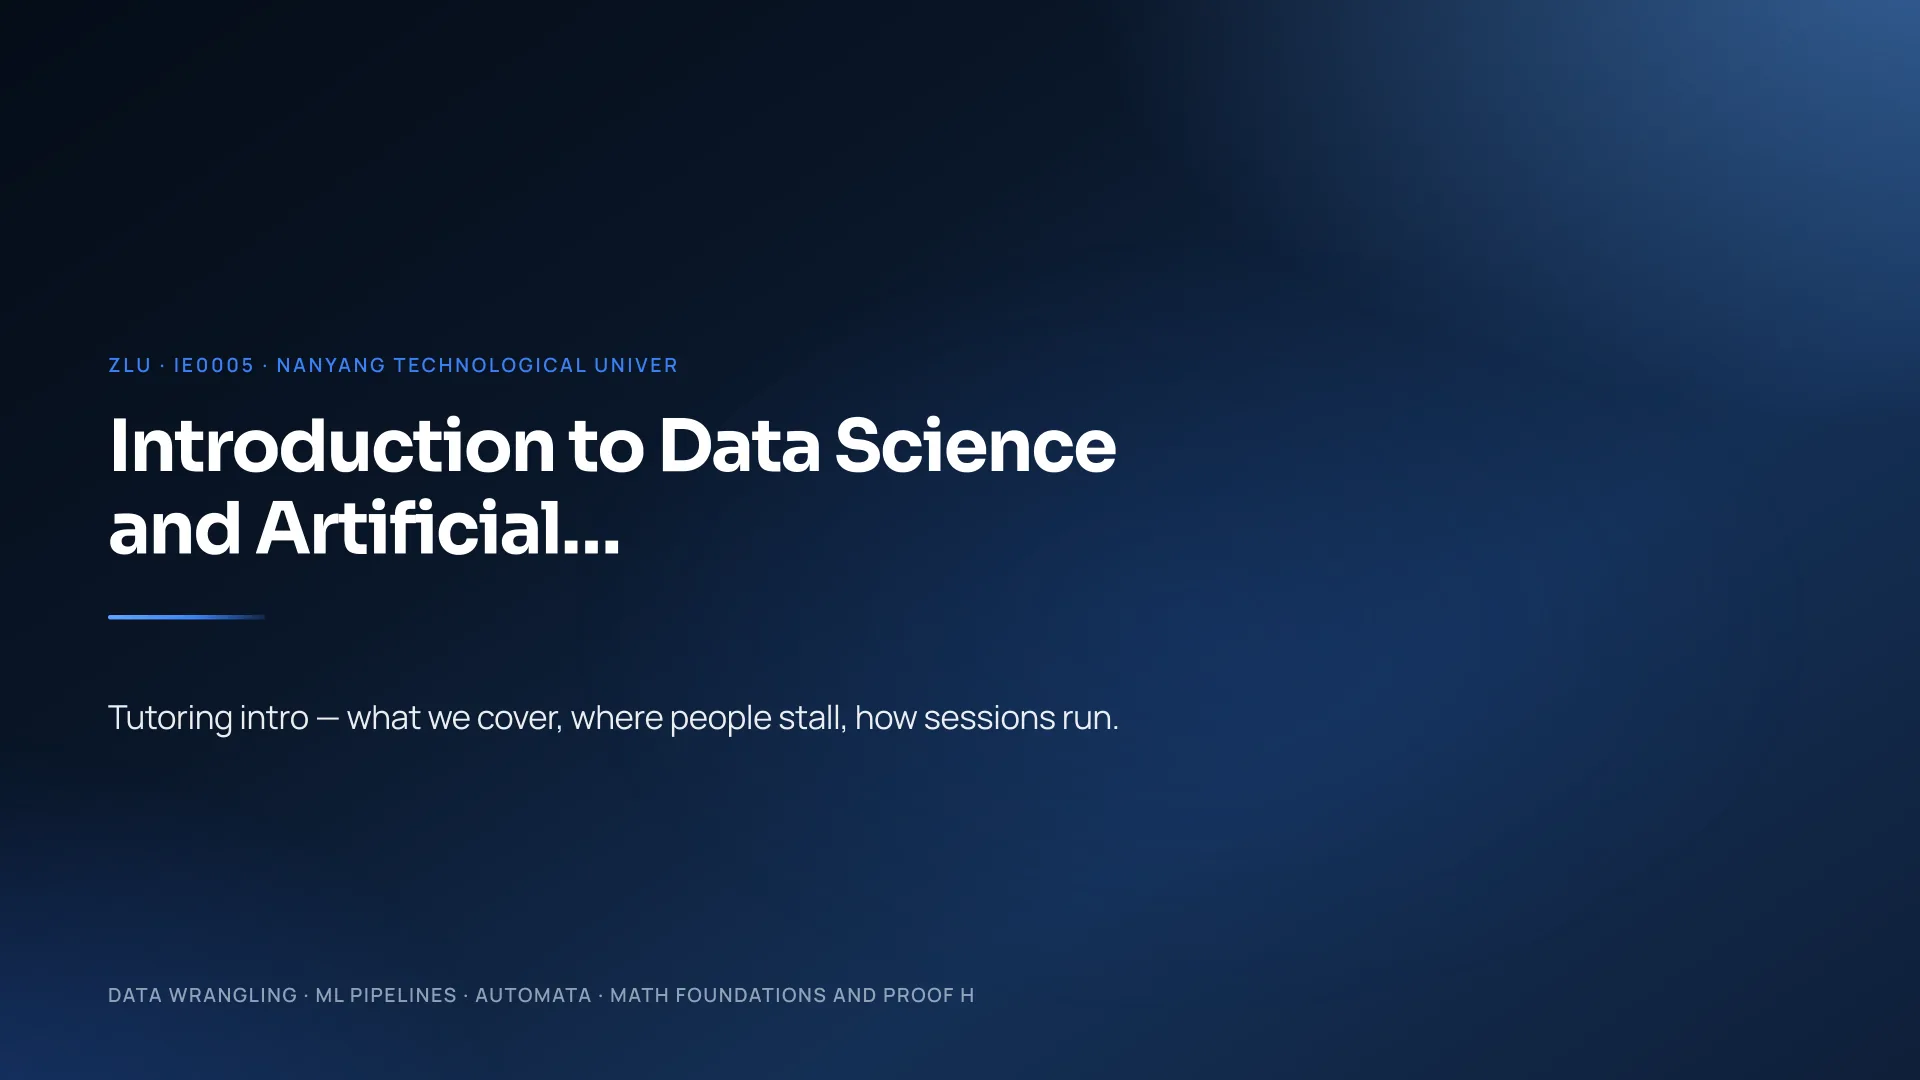 ZLU · IE0005 · NANYANG TECHNOLOGICAL UNIVER
Introduction to Data Science
and Artificial...
Tutoring intro — what we cover, where people stall, how sessions run.
DATA WRANGLING · ML PIPELINES · AUTOMATA · MATH FOUNDATIONS AND PROOF H